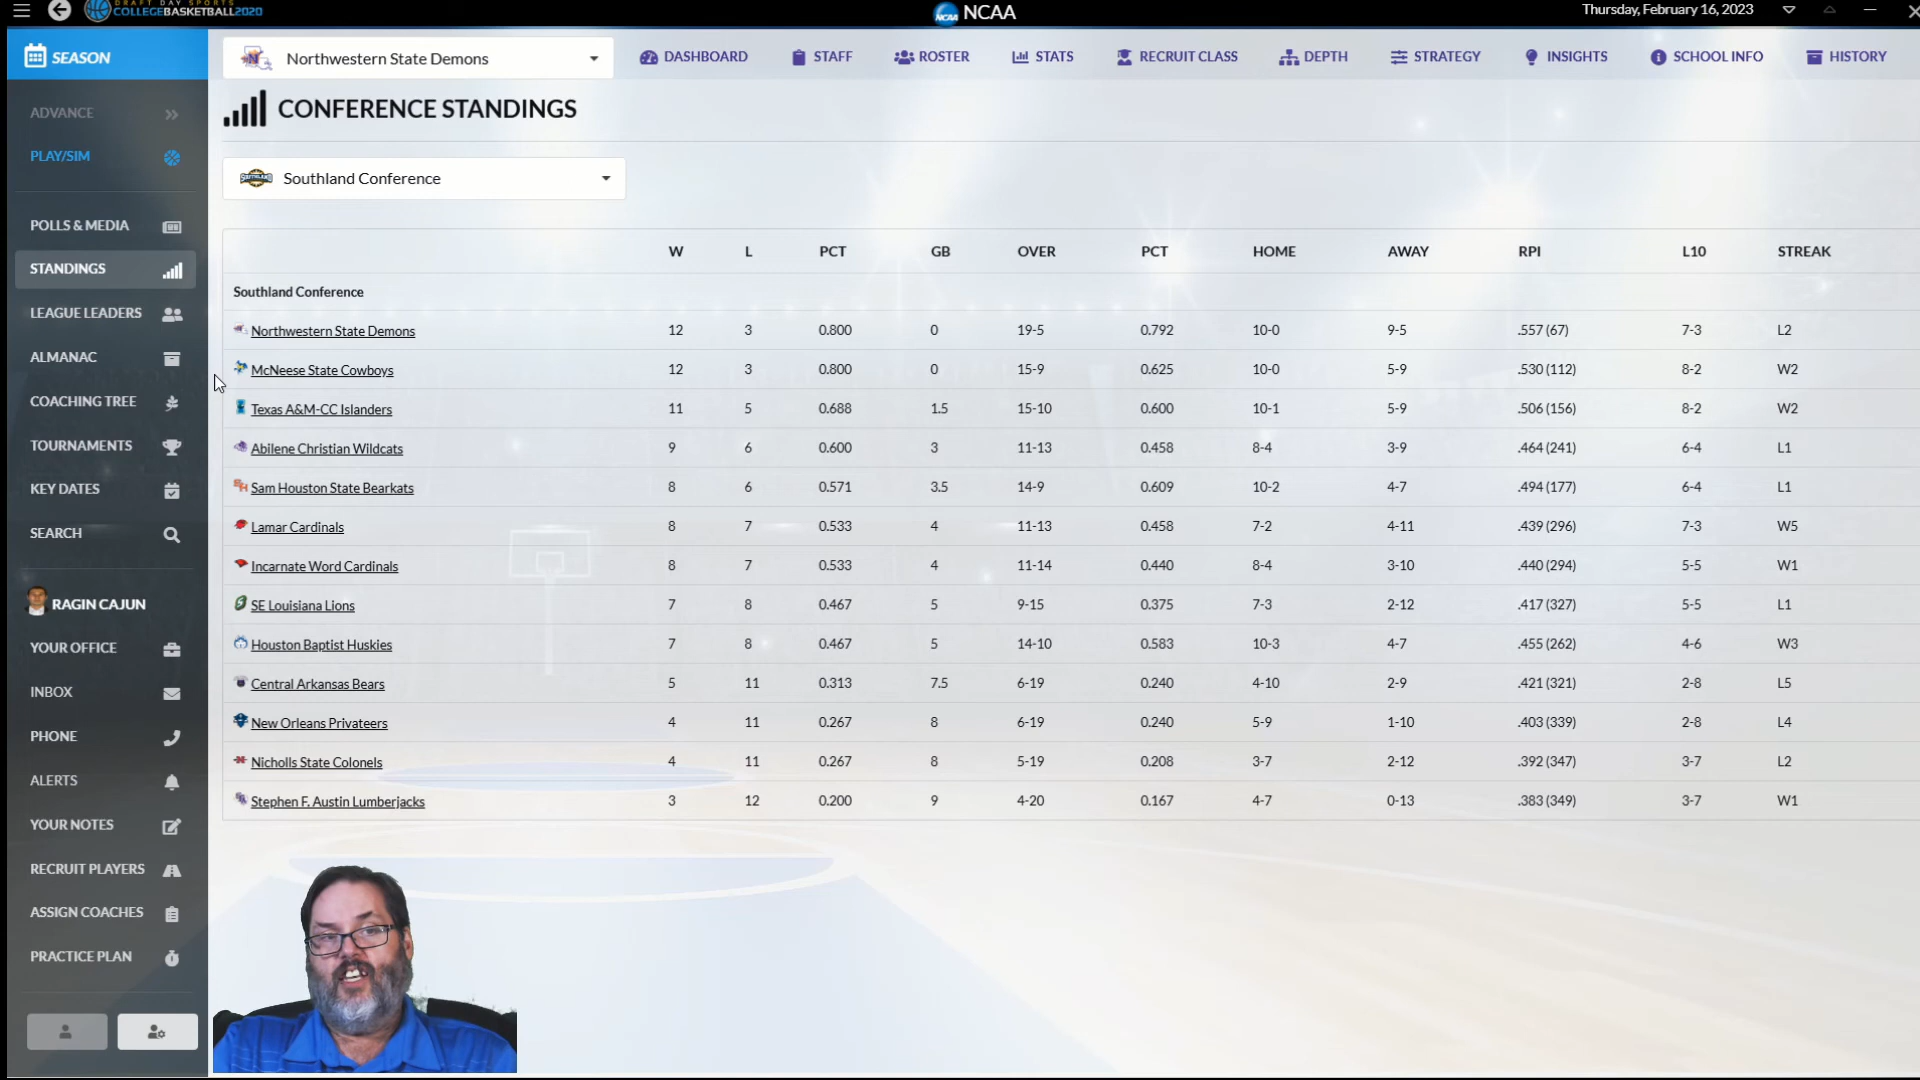 DRAFT DAY SPORTS
COLLEGEBASKETBALL2020
NCAA NCAA
Thursday, February 16, 2023
SEASON
Northwestern State Demons
DASHBOARD STAFF ROSTER STATS RECRUIT CLASS DEPTH STRATEGY INSIGHTS SCHOOL INFO HISTORY
ADVANCE
PLAY/SIM
POLLS & MEDIA
STANDINGS
LEAGUE LEADERS
ALMANAC
COACHING TREE
TOURNAMENTS
KEY DATES
SEARCH
RAGIN CAJUN
YOUR OFFICE
INBOX
PHONE
ALERTS
YOUR NOTES
RECRUIT PLAYERS
ASSIGN COACHES
PRACTICE PLAN
CONFERENCE STANDINGS
SOUTHLAND Southland Conference
W L PCT GB OVER PCT HOME AWAY RPI L10 STREAK
Southland Conference
Northwestern State Demons 12 3 0.800 0 19-5 0.792 10-0 9-5 .557 (67) 7-3 L2
McNeese State Cowboys 12 3 0.800 0 15-9 0.625 10-0 5-9 .530 (112) 8-2 W2
Texas A&M-CC Islanders 11 5 0.688 1.5 15-10 0.600 10-1 5-9 .506 (156) 8-2 W2
Abilene Christian Wildcats 9 6 0.600 3 11-13 0.458 8-4 3-9 .464 (241) 6-4 L1
Sam Houston State Bearkats 8 6 0.571 3.5 14-9 0.609 10-2 4-7 .494 (177) 6-4 L1
Lamar Cardinals 8 7 0.533 4 11-13 0.458 7-2 4-11 .439 (296) 7-3 W5
Incarnate Word Cardinals 8 7 0.533 4 11-14 0.440 8-4 3-10 .440 (294) 5-5 W1
SE Louisiana Lions 7 8 0.467 5 9-15 0.375 7-3 2-12 .417 (327) 5-5 L1
Houston Baptist Huskies 7 8 0.467 5 14-10 0.583 10-3 4-7 .455 (262) 4-6 W3
Central Arkansas Bears 5 11 0.313 7.5 6-19 0.240 4-10 2-9 .421 (321) 2-8 L5
New Orleans Privateers 4 11 0.267 8 6-19 0.240 5-9 1-10 .403 (339) 2-8 L4
Nicholls State Colonels 4 11 0.267 8 5-19 0.208 3-7 2-12 .392 (347) 3-7 L2
Stephen F. Austin Lumberjacks 3 12 0.200 9 4-20 0.167 4-7 0-13 .383 (349) 3-7 W1